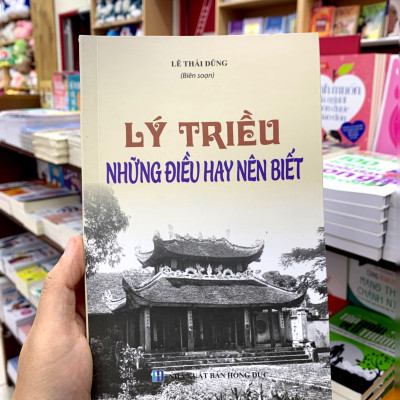 LÊ THÁI DŨNG
(Biên soạn)
LÝ TRIỀU
NHỮNG ĐIỀU HAY NÊN BIẾT
NHÀ XUẤT BẢN HỒNG ĐỨC